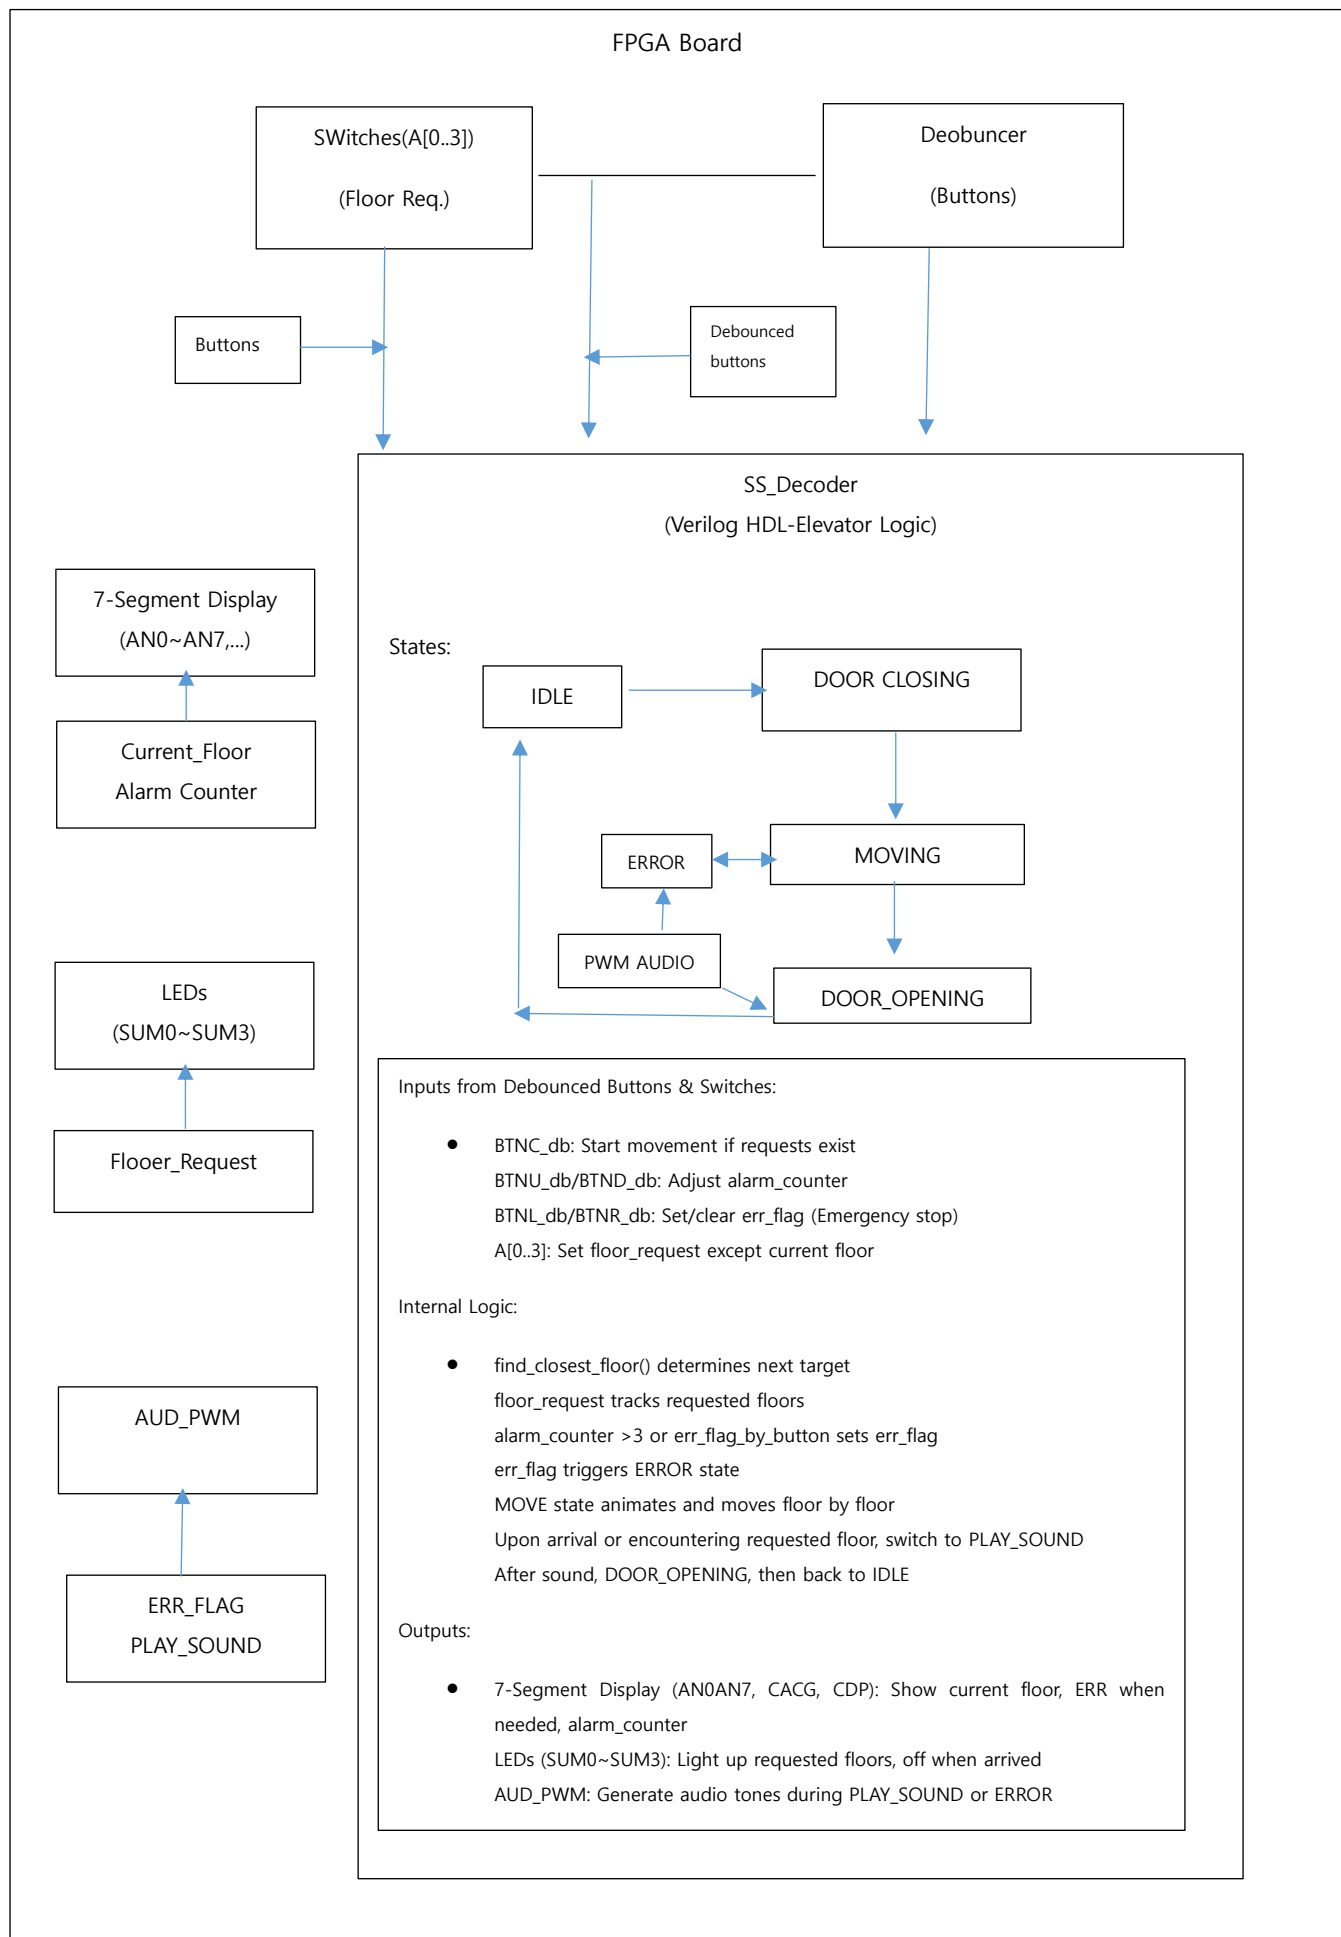 FPGA Board
SWitches(A[0..3])
(Floor Req.)
Deobuncer
(Buttons)
Buttons
Debounced
buttons
SS_Decoder
(Verilog HDL-Elevator Logic)
7-Segment Display
(AN0~AN7,...)
Current_Floor
Alarm Counter
States:
IDLE
DOOR CLOSING
ERROR
MOVING
PWM AUDIO
DOOR_OPENING
LEDs
(SUM0~SUM3)
Flooer_Request
AUD_PWM
ERR_FLAG
PLAY_SOUND
Inputs from Debounced Buttons & Switches:
● BTNC_db: Start movement if requests exist
BTNU_db/BTND_db: Adjust alarm_counter
BTNL_db/BTNR_db: Set/clear err_flag (Emergency stop)
A[0..3]: Set floor_request except current floor
Internal Logic:
● find_closest_floor() determines next target
floor_request tracks requested floors
alarm_counter >3 or err_flag_by_button sets err_flag
err_flag triggers ERROR state
MOVE state animates and moves floor by floor
Upon arrival or encountering requested floor, switch to PLAY_SOUND
After sound, DOOR_OPENING, then back to IDLE
Outputs:
● 7-Segment Display (AN0AN7, CACG, CDP): Show current floor, ERR when
needed, alarm_counter
LEDs (SUM0~SUM3): Light up requested floors, off when arrived
AUD_PWM: Generate audio tones during PLAY_SOUND or ERROR